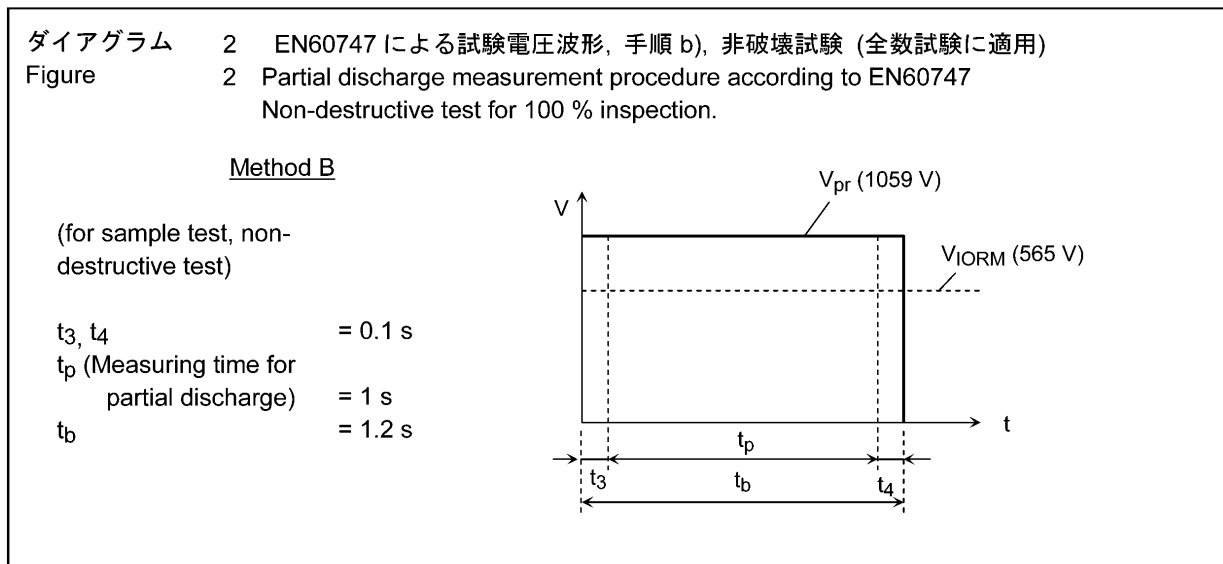 ダイアグラム 2 EN60747 による試験電圧波形, 手順 b), 非破壊試験 (全数試験に適用)
Figure 2 Partial discharge measurement procedure according to EN60747
Non-destructive test for 100 % inspection.
Method B
(for sample test, non-
destructive test)
t3, t4 = 0.1 s
tp (Measuring time for
partial discharge) = 1 s
tb = 1.2 s
V
Vpr (1059 V)
VIORM (565 V)
t
tp
t3
tb
t4